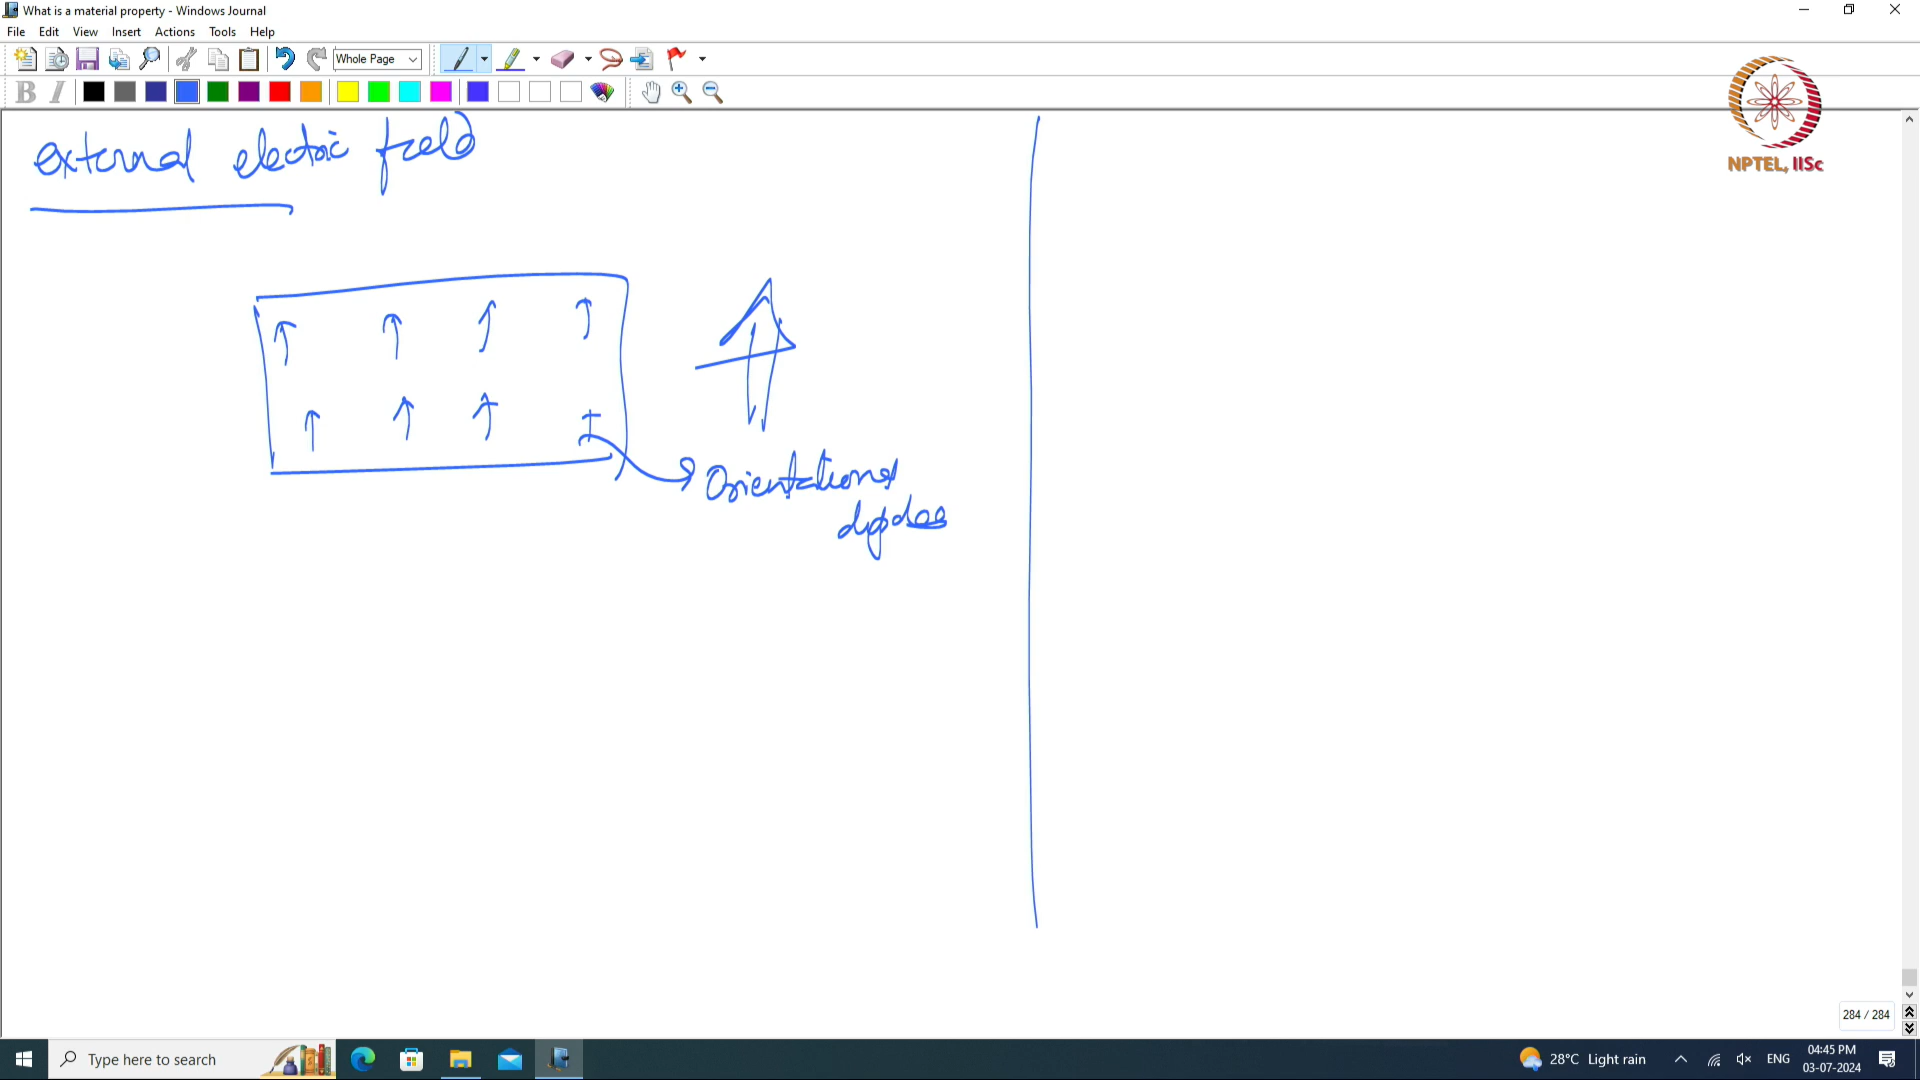 What is a material property - Windows Journal
File Edit View Insert Actions Tools Help
Whole Page
B I
NPTEL, IISc
external electric field
Orientational
dipoles
284 / 284
Type here to search
28°C Light rain
ENG
04:45 PM
03-07-2024